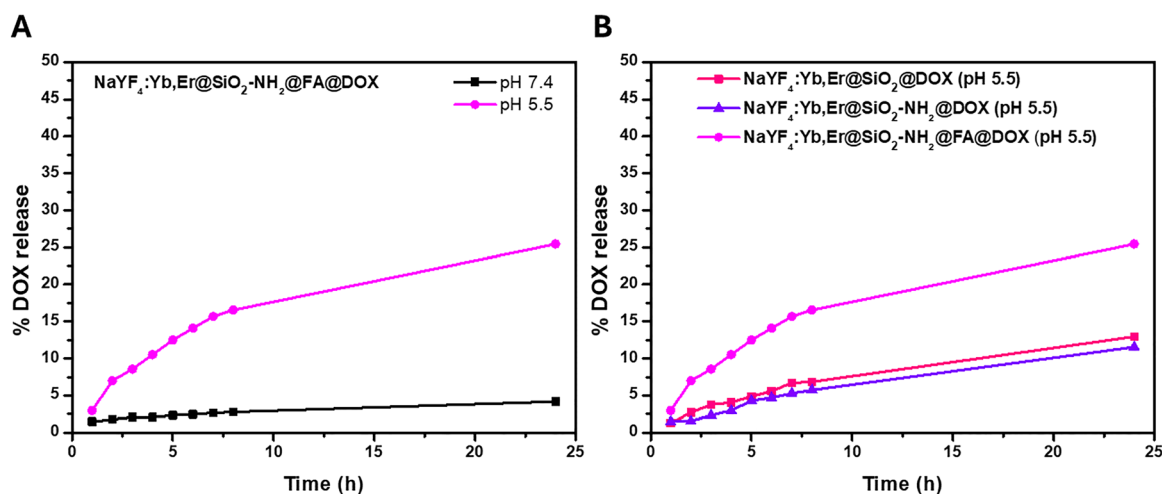 A
50
45
40
35
30
25
20
15
10
5
0
% DOX release
NaYF₄:Yb,Er@SiO₂-NH₂@FA@DOX
pH 7.4
pH 5.5
0 5 10 15 20 25
Time (h)
B
50
45
40
35
30
25
20
15
10
5
0
% DOX release
NaYF₄:Yb,Er@SiO₂@DOX (pH 5.5)
NaYF₄:Yb,Er@SiO₂-NH₂@DOX (pH 5.5)
NaYF₄:Yb,Er@SiO₂-NH₂@FA@DOX (pH 5.5)
0 5 10 15 20 25
Time (h)